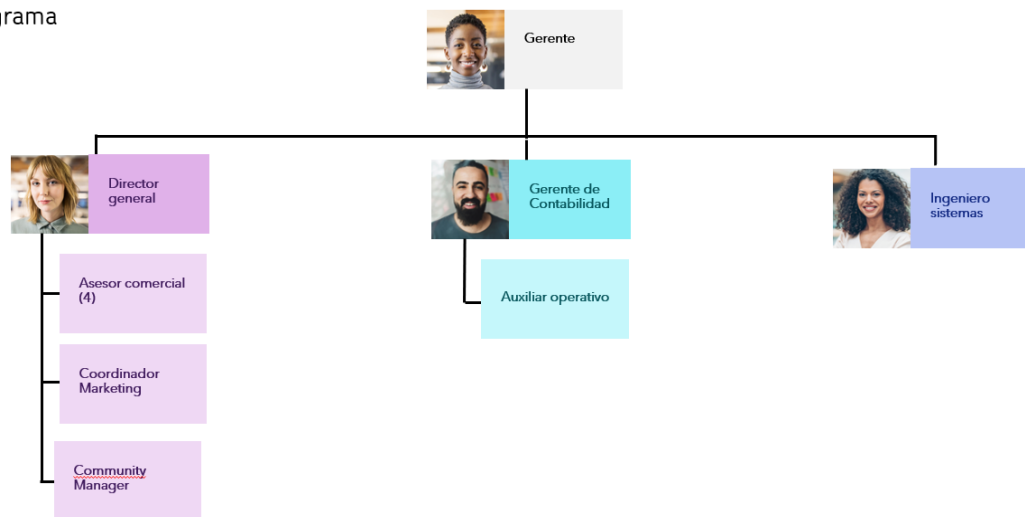 grama
Gerente
Director
general
Gerente de
Contabilidad
Ingeniero
sistemas
Asesor comercial
(4)
Auxiliar operativo
Coordinador
Marketing
Community
Manager